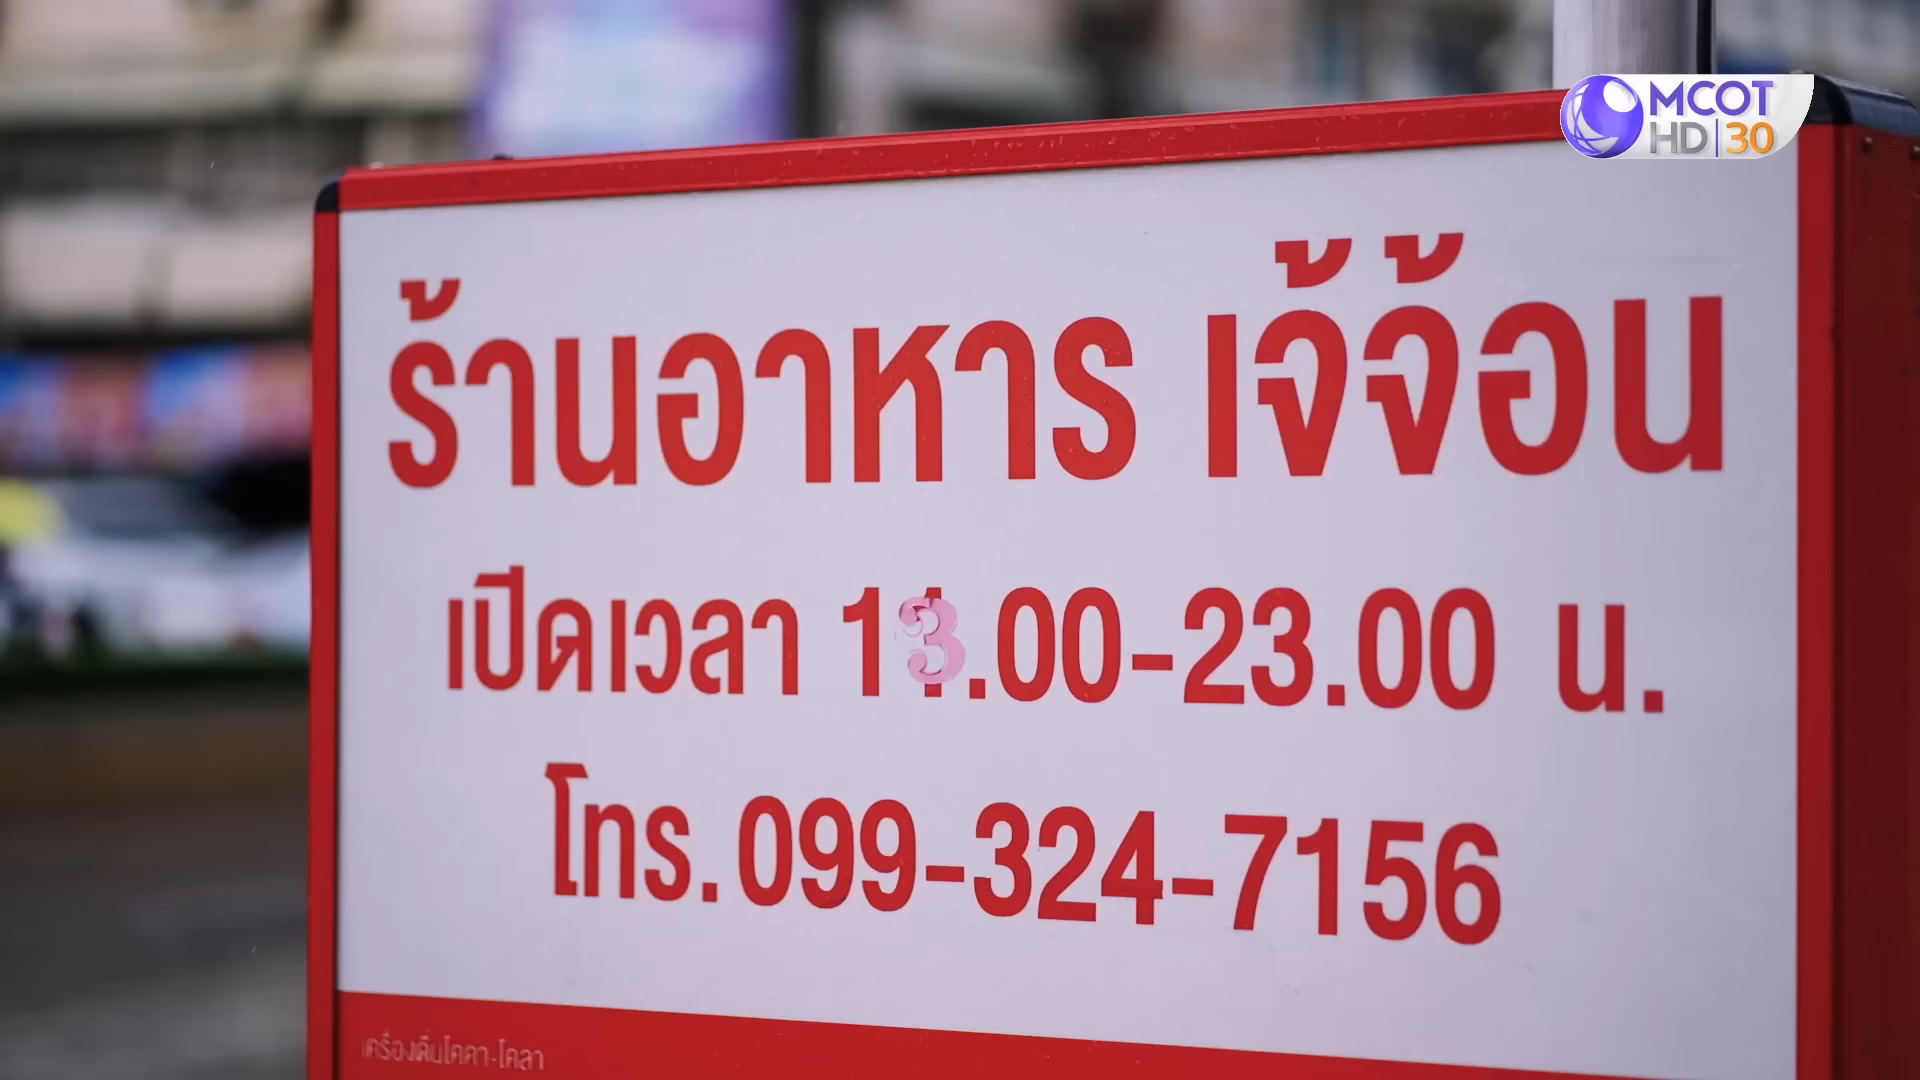 MCOT
HD 30
ร้านอาหาร เจ้จ้อน
เปิดเวลา 13.00-23.00 น.
โทร.099-324-7156
เครื่องดื่มโคคา-โคลา